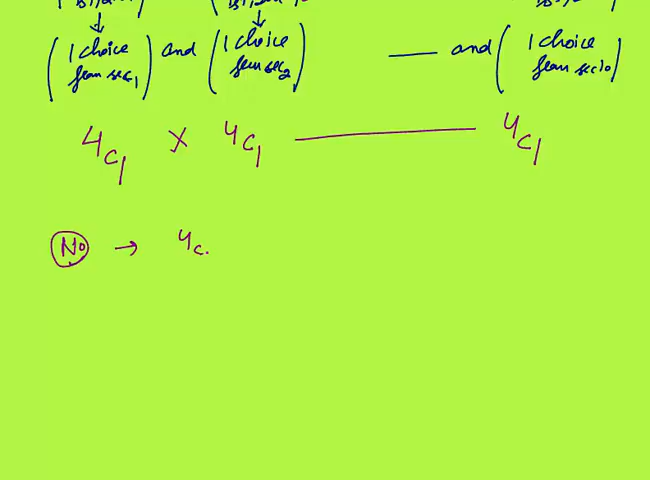 (1 choice from sec1) and (1 choice from sec2) — and (1 choice from sec10)
4C1 X 4C1 — 4C1
No → 4C.